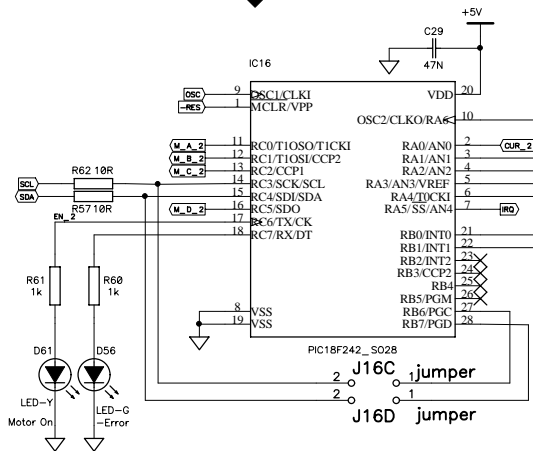 +5V
C29
47N
IC16
OSC 9 OSC1/CLKI VDD 20
-RES 1 MCLR/VPP
OSC2/CLKO/RA6 10
M_A_2 11 RC0/T1OSO/T1CKI RA0/AN0 2 CUR_2
M_B_2 12 RC1/T1OSI/CCP2 RA1/AN1 3
M_C_2 13 RC2/CCP1 RA2/AN2 4
R62 10R
SCL 14 RC3/SCK/SCL RA3/AN3/VREF 5
SDA 15 RC4/SDI/SDA RA4/T0CKI 6
R57 10R
M_D_2 16 RC5/SDO RA5/SS/AN4 7 IRQ
EN_2 17 RC6/TX/CK
18 RC7/RX/DT RB0/INT0 21
RB1/INT1 22
RB2/INT2 23
RB3/CCP2 24
RB4 25
RB5/PGM 26
8 VSS RB6/PGC 27
19 VSS RB7/PGD 28
R61 R60
1k 1k
PIC18F242_SO28
D61 D56
2 J16C 1 jumper
2 J16D 1 jumper
LED-Y LED-G
Motor On -Error